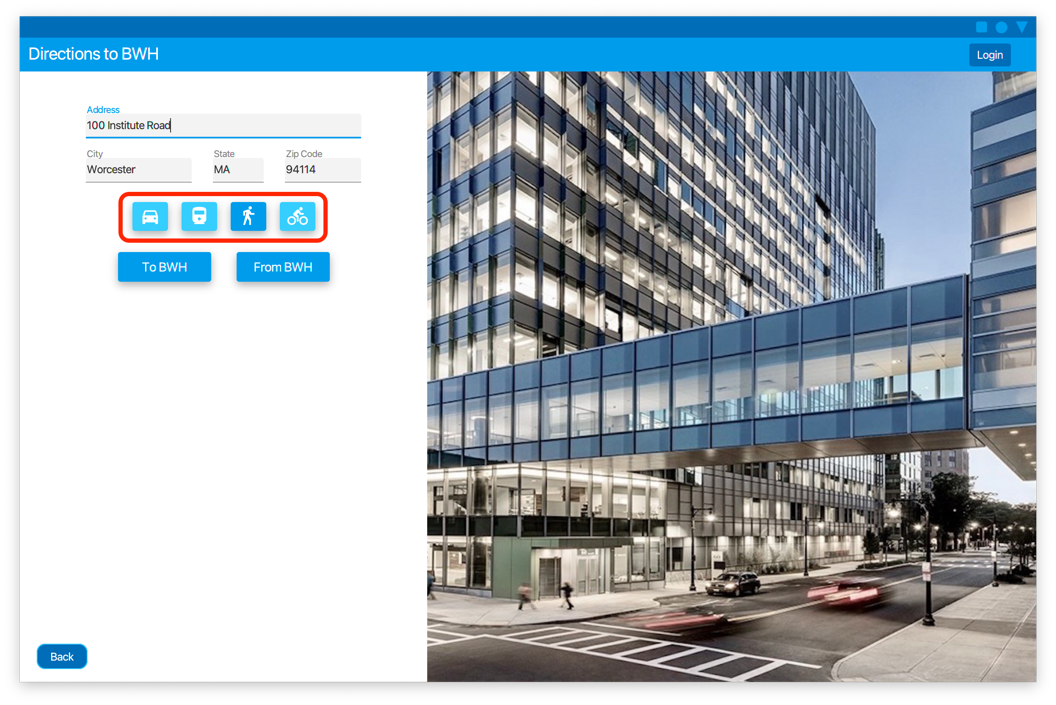 Directions to BWH
Login
Address
100 Institute Road
City State Zip Code
Worcester MA 94114
To BWH From BWH
Back